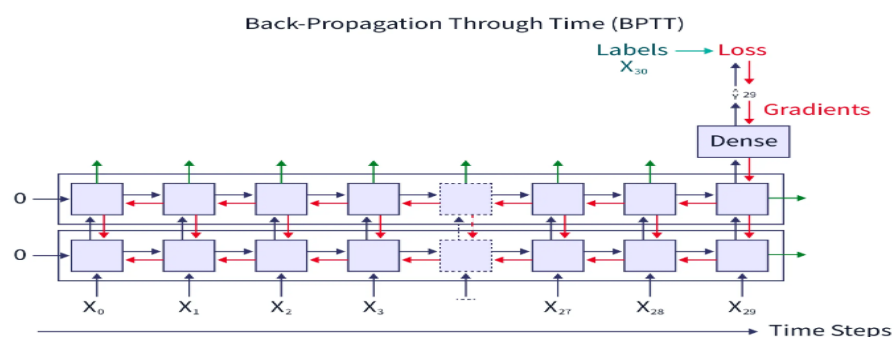 Back-Propagation Through Time (BPTT)
Labels Loss
X₃₀
Ŷ₂₉
Gradients
Dense
0
0
X₀ X₁ X₂ X₃ .... X₂₇ X₂₈ X₂₉
Time Steps